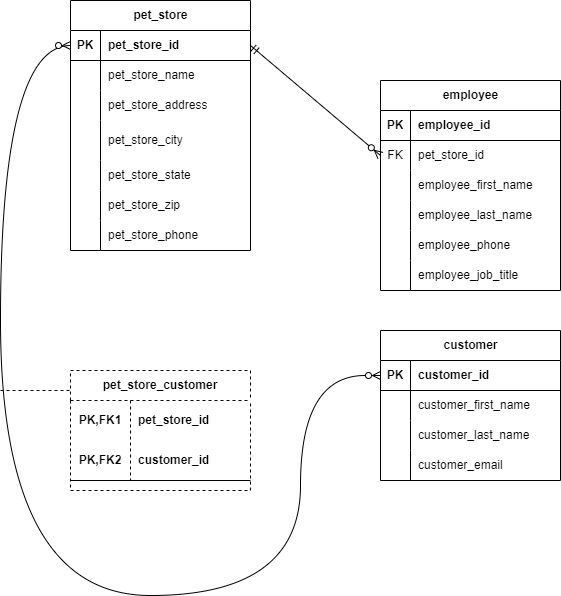 pet_store
PK pet_store_id
pet_store_name
pet_store_address
pet_store_city
pet_store_state
pet_store_zip
pet_store_phone
employee
PK employee_id
FK pet_store_id
employee_first_name
employee_last_name
employee_phone
employee_job_title
pet_store_customer
PK,FK1 pet_store_id
PK,FK2 customer_id
customer
PK customer_id
customer_first_name
customer_last_name
customer_email